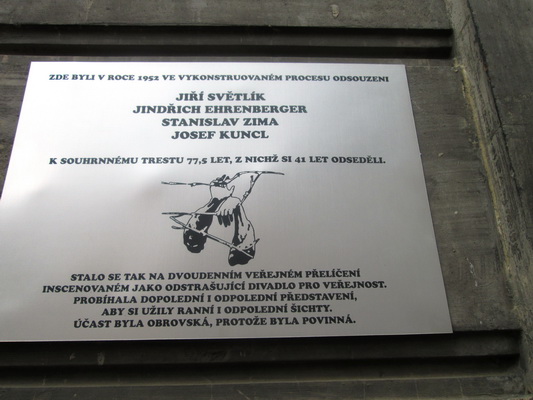 ZDE BYLI V ROCE 1952 VE VYKONSTRUOVANÉM PROCESU ODSOUZENI
JIŘÍ SVĚTLÍK
JINDŘICH EHRENBERGER
STANISLAV ZIMA
JOSEF KUNCL
K SOUHRNNÉMU TRESTU 77,5 LET, Z NICHŽ SI 41 LET ODSEDĚLI.
STALO SE TAK NA DVOUDENNÍM VEŘEJNÉM PŘELÍČENÍ
INSCENOVANÉM JAKO ODSTRAŠUJÍCÍ DIVADLO PRO VEŘEJNOST.
PROBÍHALA DOPOLEDNÍ I ODPOLEDNÍ PŘEDSTAVENÍ,
ABY SI UŽILY RANNÍ I ODPOLEDNÍ ŠICHTY.
ÚČAST BYLA OBROVSKÁ, PROTOŽE BYLA POVINNÁ.